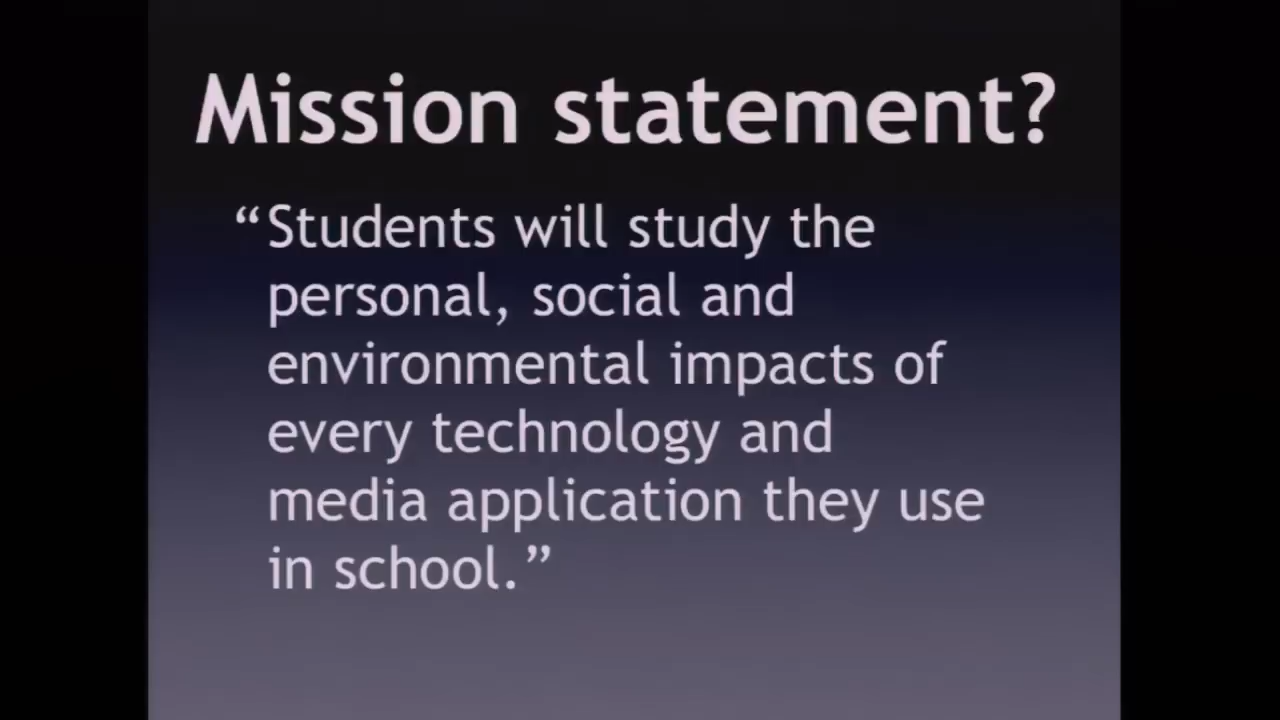 Mission statement?
“Students will study the
personal, social and
environmental impacts of
every technology and
media application they use
in school.”